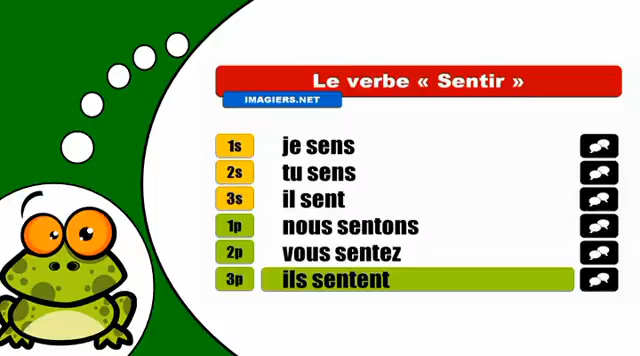 Le verbe « Sentir »
IMAGIERS.NET
1s je sens
2s tu sens
3s il sent
1p nous sentons
2p vous sentez
3p ils sentent